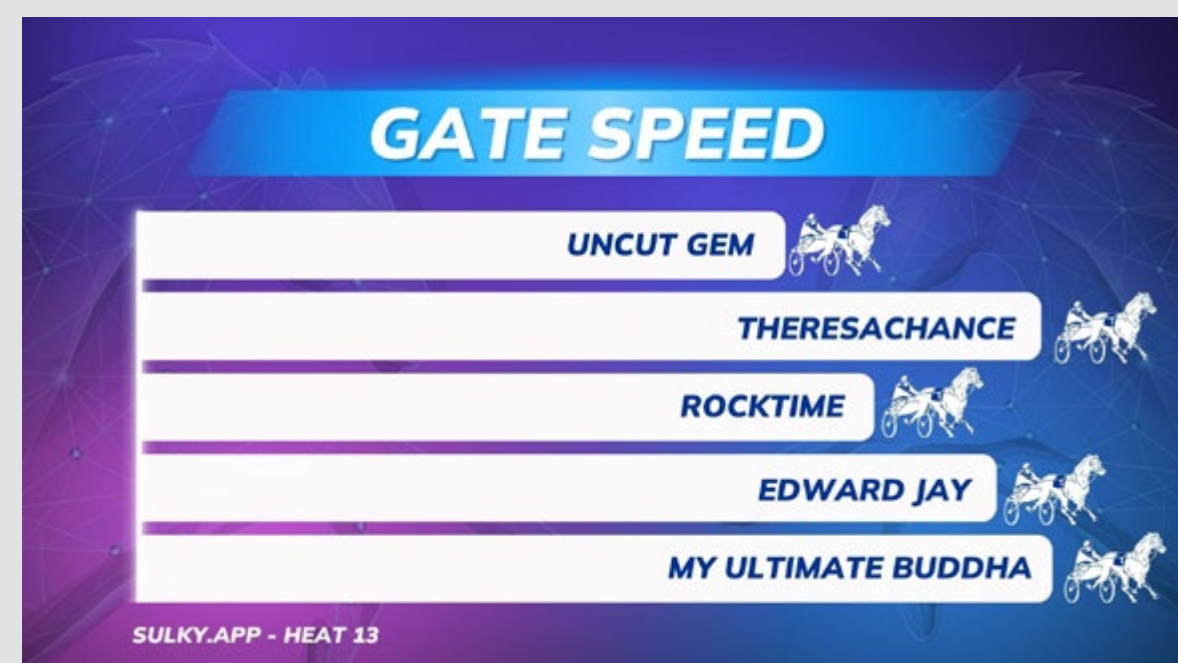 GATE SPEED
UNCUT GEM
THERESACHANCE
ROCKTIME
EDWARD JAY
MY ULTIMATE BUDDHA
SULKY.APP - HEAT 13